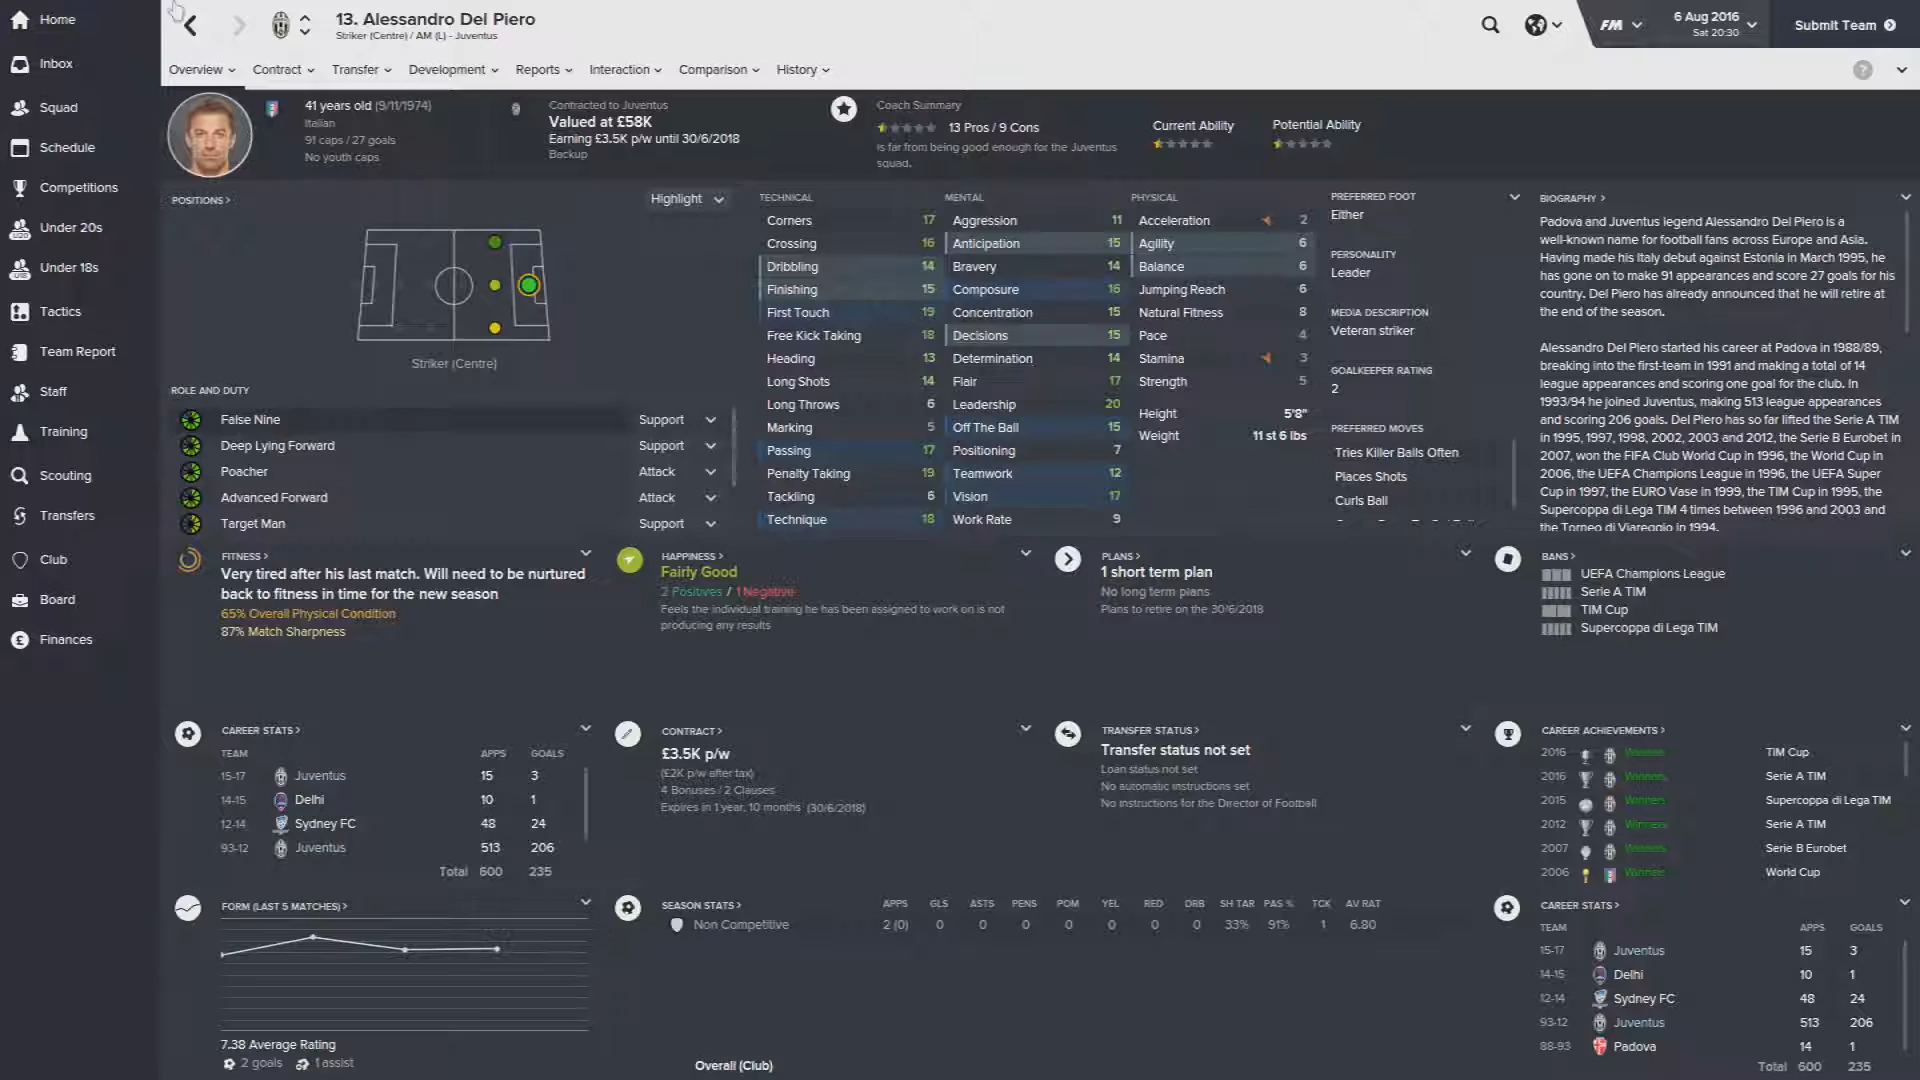 Home
Inbox
Squad
Schedule
Competitions
Under 20s
Under 18s
Tactics
Team Report
Staff
Training
Scouting
Transfers
Club
Board
Finances
13. Alessandro Del Piero
Striker (Centre) / AM (L) - Juventus
FM
6 Aug 2016
Sat 20:30
Submit Team
Overview Contract Transfer Development Reports Interaction Comparison History
41 years old (9/11/1974)
Italian
91 caps / 27 goals
No youth caps
Contracted to Juventus
Valued at £58K
Earning £3.5K p/w until 30/6/2018
Backup
Coach Summary
13 Pros / 9 Cons
is far from being good enough for the Juventus
squad.
Current Ability
Potential Ability
POSITIONS >
Highlight
Striker (Centre)
ROLE AND DUTY
False Nine Support
Deep Lying Forward Support
Poacher Attack
Advanced Forward Attack
Target Man Support
TECHNICAL
Corners 17
Crossing 16
Dribbling 14
Finishing 15
First Touch 19
Free Kick Taking 18
Heading 13
Long Shots 14
Long Throws 6
Marking 5
Passing 17
Penalty Taking 19
Tackling 6
Technique 18
MENTAL
Aggression 11
Anticipation 15
Bravery 14
Composure 16
Concentration 15
Decisions 15
Determination 14
Flair 17
Leadership 20
Off The Ball 15
Positioning 7
Teamwork 12
Vision 17
Work Rate 9
PHYSICAL
Acceleration 2
Agility 6
Balance 6
Jumping Reach 6
Natural Fitness 8
Pace 4
Stamina 3
Strength 5
Height 5'8"
Weight 11 st 6 lbs
PREFERRED FOOT
Either
PERSONALITY
Leader
MEDIA DESCRIPTION
Veteran striker
GOALKEEPER RATING
2
PREFERRED MOVES
Tries Killer Balls Often
Places Shots
Curls Ball
BIOGRAPHY >
Padova and Juventus legend Alessandro Del Piero is a
well-known name for football fans across Europe and Asia.
Having made his Italy debut against Estonia in March 1995, he
has gone on to make 91 appearances and score 27 goals for his
country. Del Piero has already announced that he will retire at
the end of the season.
Alessandro Del Piero started his career at Padova in 1988/89,
breaking into the first-team in 1991 and making a total of 14
league appearances and scoring one goal for the club. In
1993/94 he joined Juventus, making 513 league appearances
and scoring 206 goals. Del Piero has so far lifted the Serie A TIM
in 1995, 1997, 1998, 2002, 2003 and 2012, the Serie B Eurobet in
2007, won the FIFA Club World Cup in 1996, the World Cup in
2006, the UEFA Champions League in 1996, the UEFA Super
Cup in 1997, the EURO Vase in 1999, the TIM Cup in 1995, the
Supercoppa di Lega TIM 4 times between 1996 and 2003 and
the Torneo di Viareggio in 1994.
FITNESS >
Very tired after his last match. Will need to be nurtured
back to fitness in time for the new season
65% Overall Physical Condition
87% Match Sharpness
HAPPINESS >
Fairly Good
2 Positives / 1 Negative
Feels the individual training he has been assigned to work on is not
producing any results
PLANS >
1 short term plan
No long term plans
Plans to retire on the 30/6/2018
BANS >
UEFA Champions League
Serie A TIM
TIM Cup
Supercoppa di Lega TIM
CAREER STATS >
TEAM APPS GOALS
15-17 Juventus 15 3
14-15 Delhi 10 1
12-14 Sydney FC 48 24
93-12 Juventus 513 206
Total 600 235
CONTRACT >
£3.5K p/w
(£2K p/w after tax)
4 Bonuses / 2 Clauses
Expires in 1 year, 10 months (30/6/2018)
TRANSFER STATUS >
Transfer status not set
Loan status not set
No automatic instructions set
No instructions for the Director of Football
CAREER ACHIEVEMENTS >
2016 Winners TIM Cup
2016 Winners Serie A TIM
2015 Winners Supercoppa di Lega TIM
2012 Winners Serie A TIM
2007 Winners Serie B Eurobet
2006 Winners World Cup
FORM (LAST 5 MATCHES) >
7.38 Average Rating
2 goals 1 assist
SEASON STATS > APPS GLS ASTS PENS POM YEL RED DRB SH TAR PAS % TCK AV RAT
Non Competitive 2 (0) 0 0 0 0 0 0 0 33% 91% 1 6.80
Overall (Club)
CAREER STATS >
TEAM APPS GOALS
15-17 Juventus 15 3
14-15 Delhi 10 1
12-14 Sydney FC 48 24
93-12 Juventus 513 206
88-93 Padova 14 1
Total 600 235